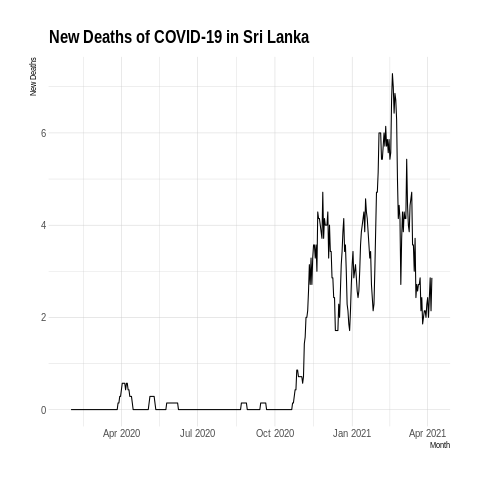 New Deaths of COVID-19 in Sri Lanka
New Deaths
6
4
2
0
Apr 2020 Jul 2020 Oct 2020 Jan 2021 Apr 2021
Month